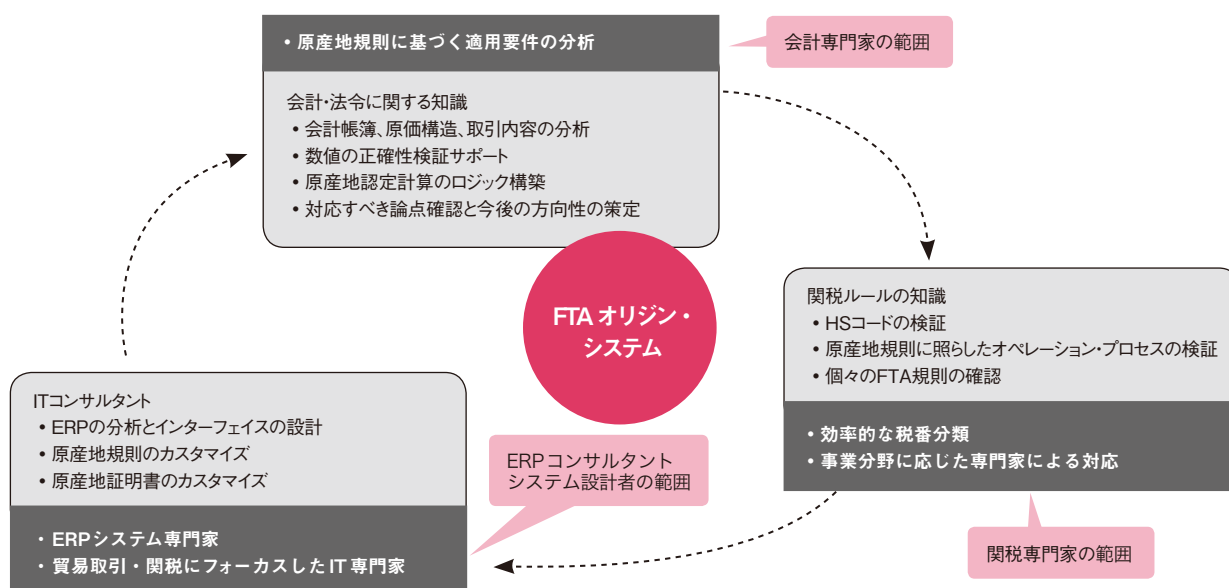 ・原産地規則に基づく適用要件の分析
会計専門家の範囲
会計・法令に関する知識
• 会計帳簿、原価構造、取引内容の分析
• 数値の正確性検証サポート
• 原産地認定計算のロジック構築
• 対応すべき論点確認と今後の方向性の策定
FTA オリジン・
システム
関税ルールの知識
• HSコードの検証
• 原産地規則に照らしたオペレーション・プロセスの検証
• 個々のFTA規則の確認
・効率的な税番分類
・事業分野に応じた専門家による対応
関税専門家の範囲
ITコンサルタント
• ERPの分析とインターフェイスの設計
• 原産地規則のカスタマイズ
• 原産地証明書のカスタマイズ
・ERPシステム専門家
・貿易取引・関税にフォーカスしたIT専門家
ERPコンサルタント
システム設計者の範囲